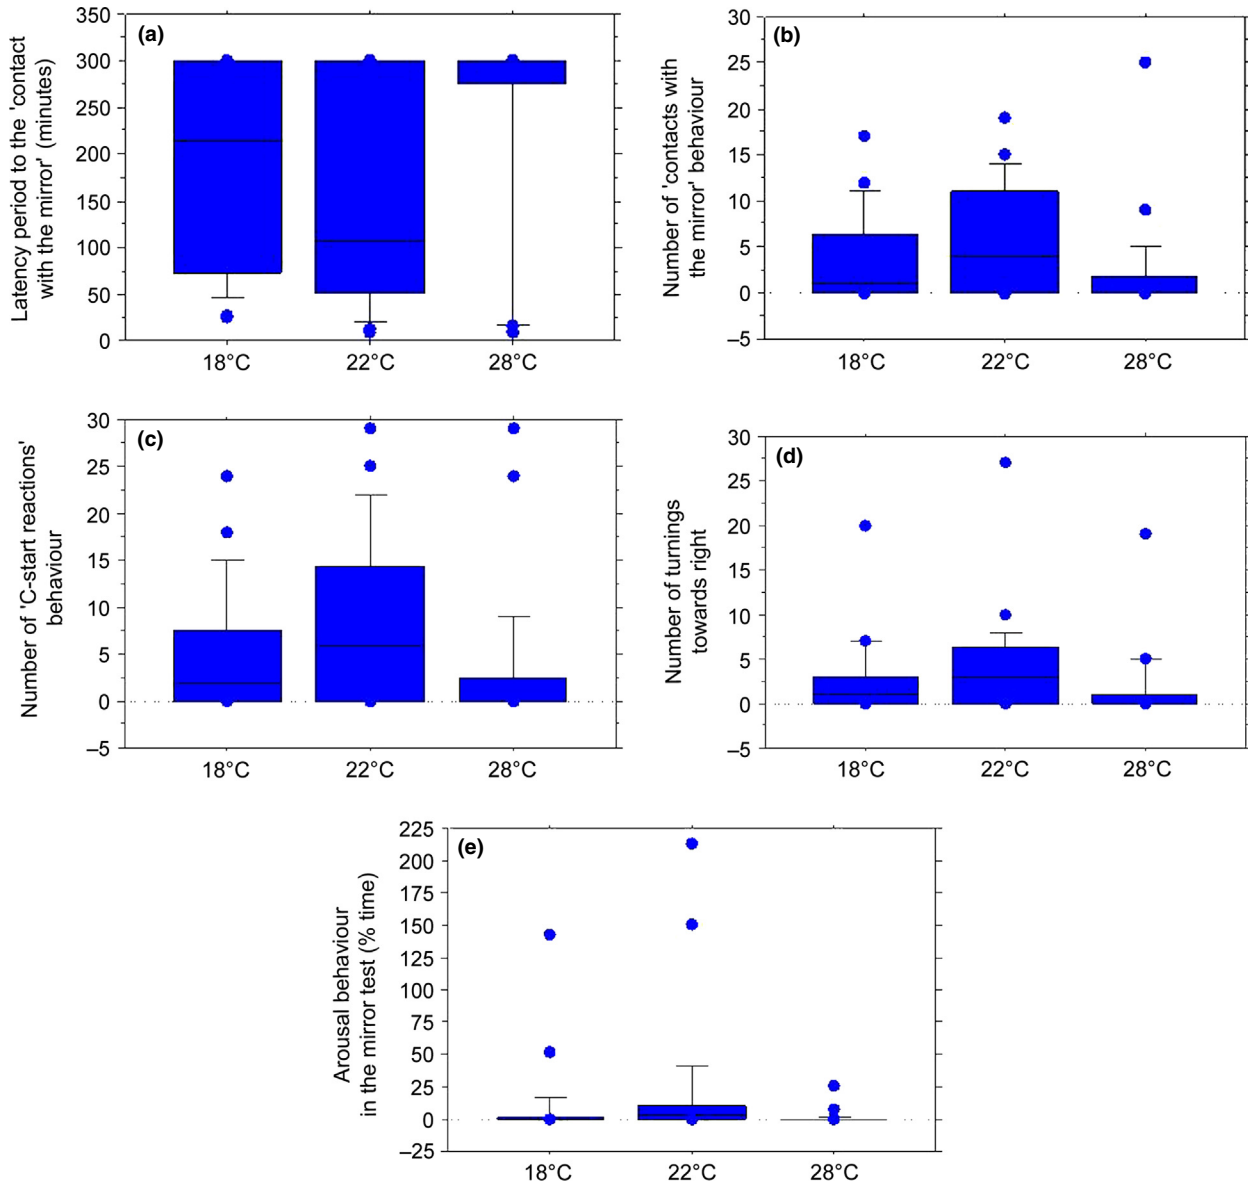 (a)
Latency period to the 'contact
with the mirror' (minutes)
350
300
250
200
150
100
50
0
18°C 22°C 28°C
(b)
Number of 'contacts with
the mirror' behaviour
30
25
20
15
10
5
0
–5
18°C 22°C 28°C
(c)
Number of 'C-start reactions'
behaviour
30
25
20
15
10
5
0
–5
18°C 22°C 28°C
(d)
Number of turnings
towards right
30
25
20
15
10
5
0
–5
18°C 22°C 28°C
(e)
Arousal behaviour
in the mirror test (% time)
225
200
175
150
125
100
75
50
25
0
–25
18°C 22°C 28°C